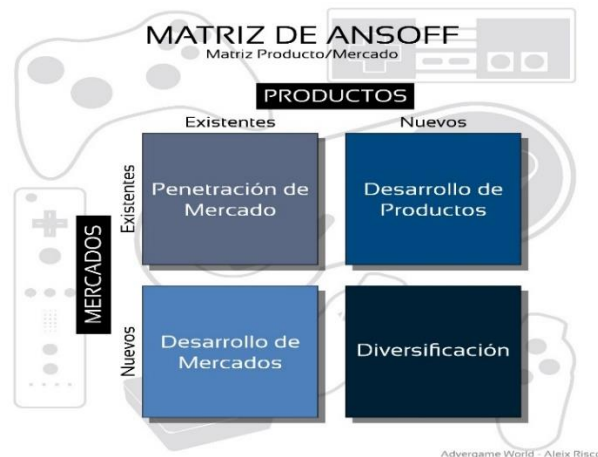 MATRIZ DE ANSOFF
Matriz Producto/Mercado
PRODUCTOS
Existentes
Nuevos
MERCADOS
Existentes
Penetración de
Mercado
Desarrollo de
Productos
Nuevos
Desarrollo de
Mercados
Diversificación
Advergame World - Aleix Risco